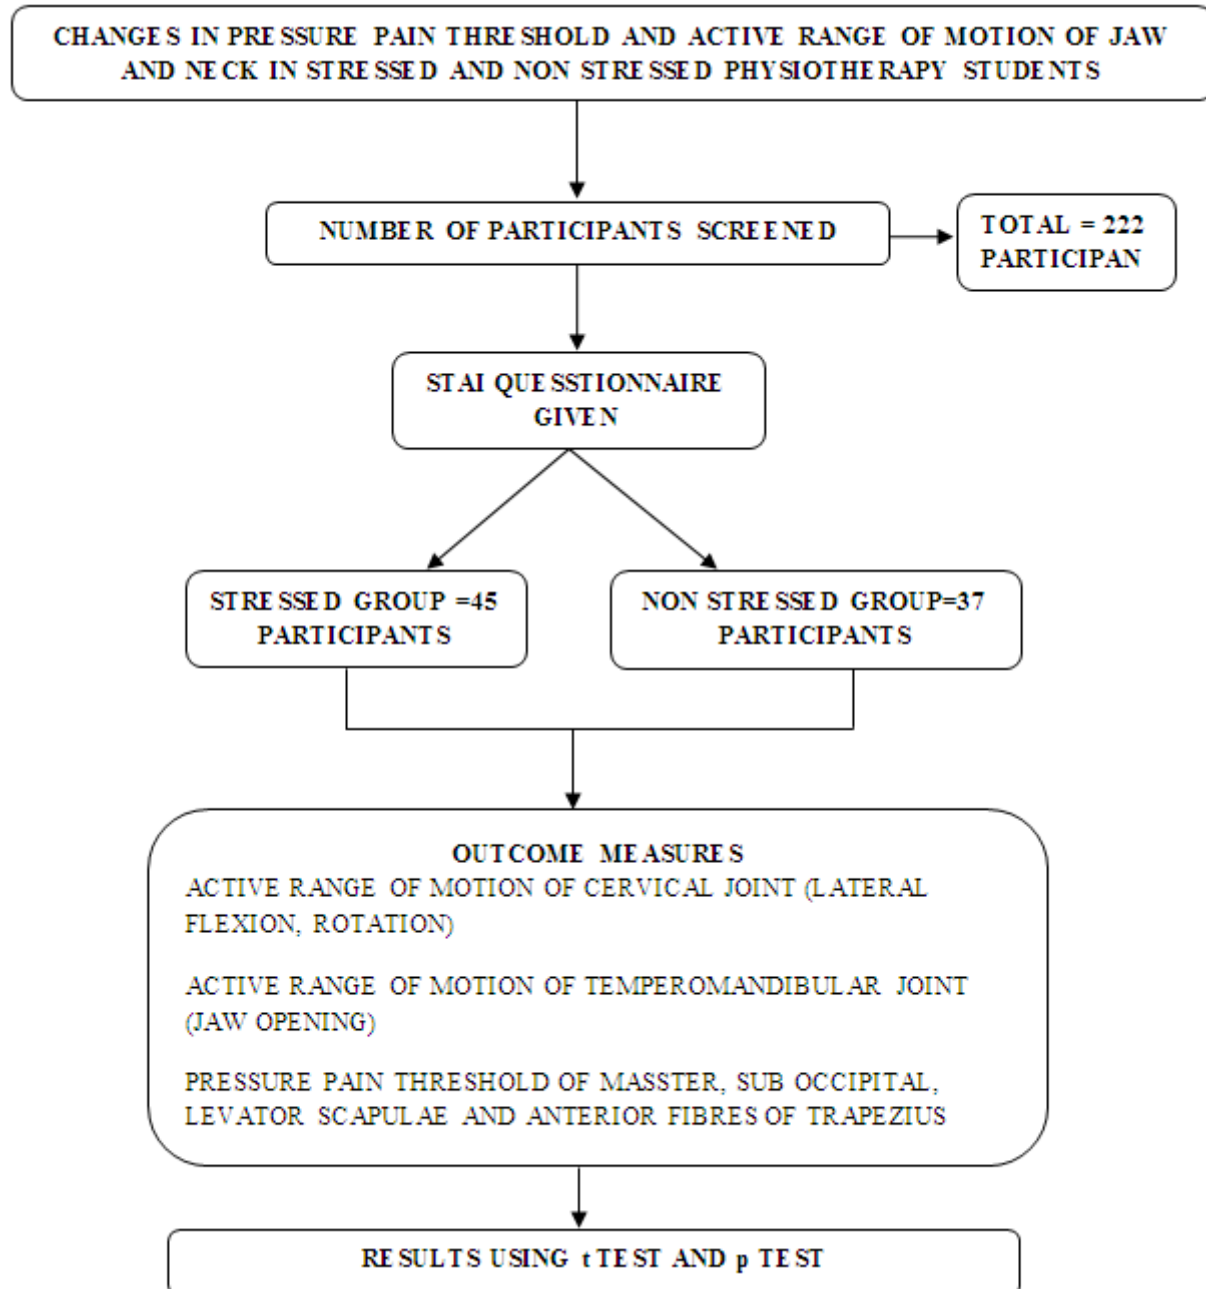 CHANGES IN PRESSURE PAIN THRESHOLD AND ACTIVE RANGE OF MOTION OF JAW
AND NECK IN STRESSED AND NON STRESSED PHYSIOTHERAPY STUDENTS
NUMBER OF PARTICIPANTS SCREENED
TOTAL = 222
PARTICIPAN
STAI QUESSTIONNAIRE
GIVEN
STRESSED GROUP =45
PARTICIPANTS
NON STRESSED GROUP=37
PARTICIPANTS
OUTCOME MEASURES
ACTIVE RANGE OF MOTION OF CERVICAL JOINT (LATERAL
FLEXION, ROTATION)
ACTIVE RANGE OF MOTION OF TEMPEROMANDIBULAR JOINT
(JAW OPENING)
PRESSURE PAIN THRESHOLD OF MASSTER, SUB OCCIPITAL,
LEVATOR SCAPULAE AND ANTERIOR FIBRES OF TRAPEZIUS
RESULTS USING t TEST AND p TEST